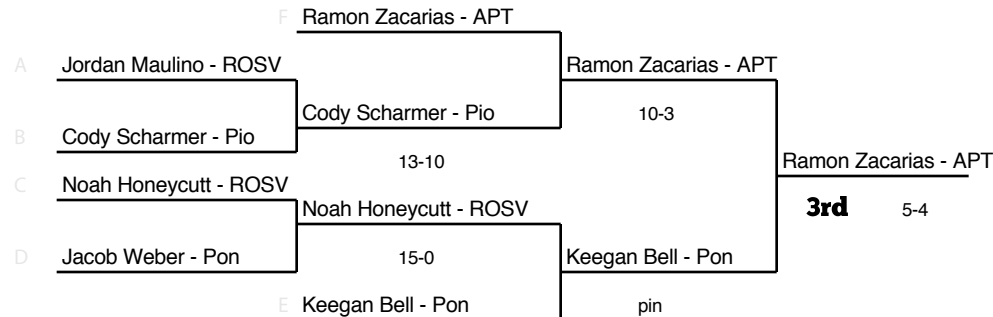 F Ramon Zacarias - APT
A Jordan Maulino - ROSV
Ramon Zacarias - APT
Cody Scharmer - Pio
10-3
B Cody Scharmer - Pio
13-10
Ramon Zacarias - APT
C Noah Honeycutt - ROSV
Noah Honeycutt - ROSV
3rd 5-4
D Jacob Weber - Pon
15-0
Keegan Bell - Pon
E Keegan Bell - Pon
pin